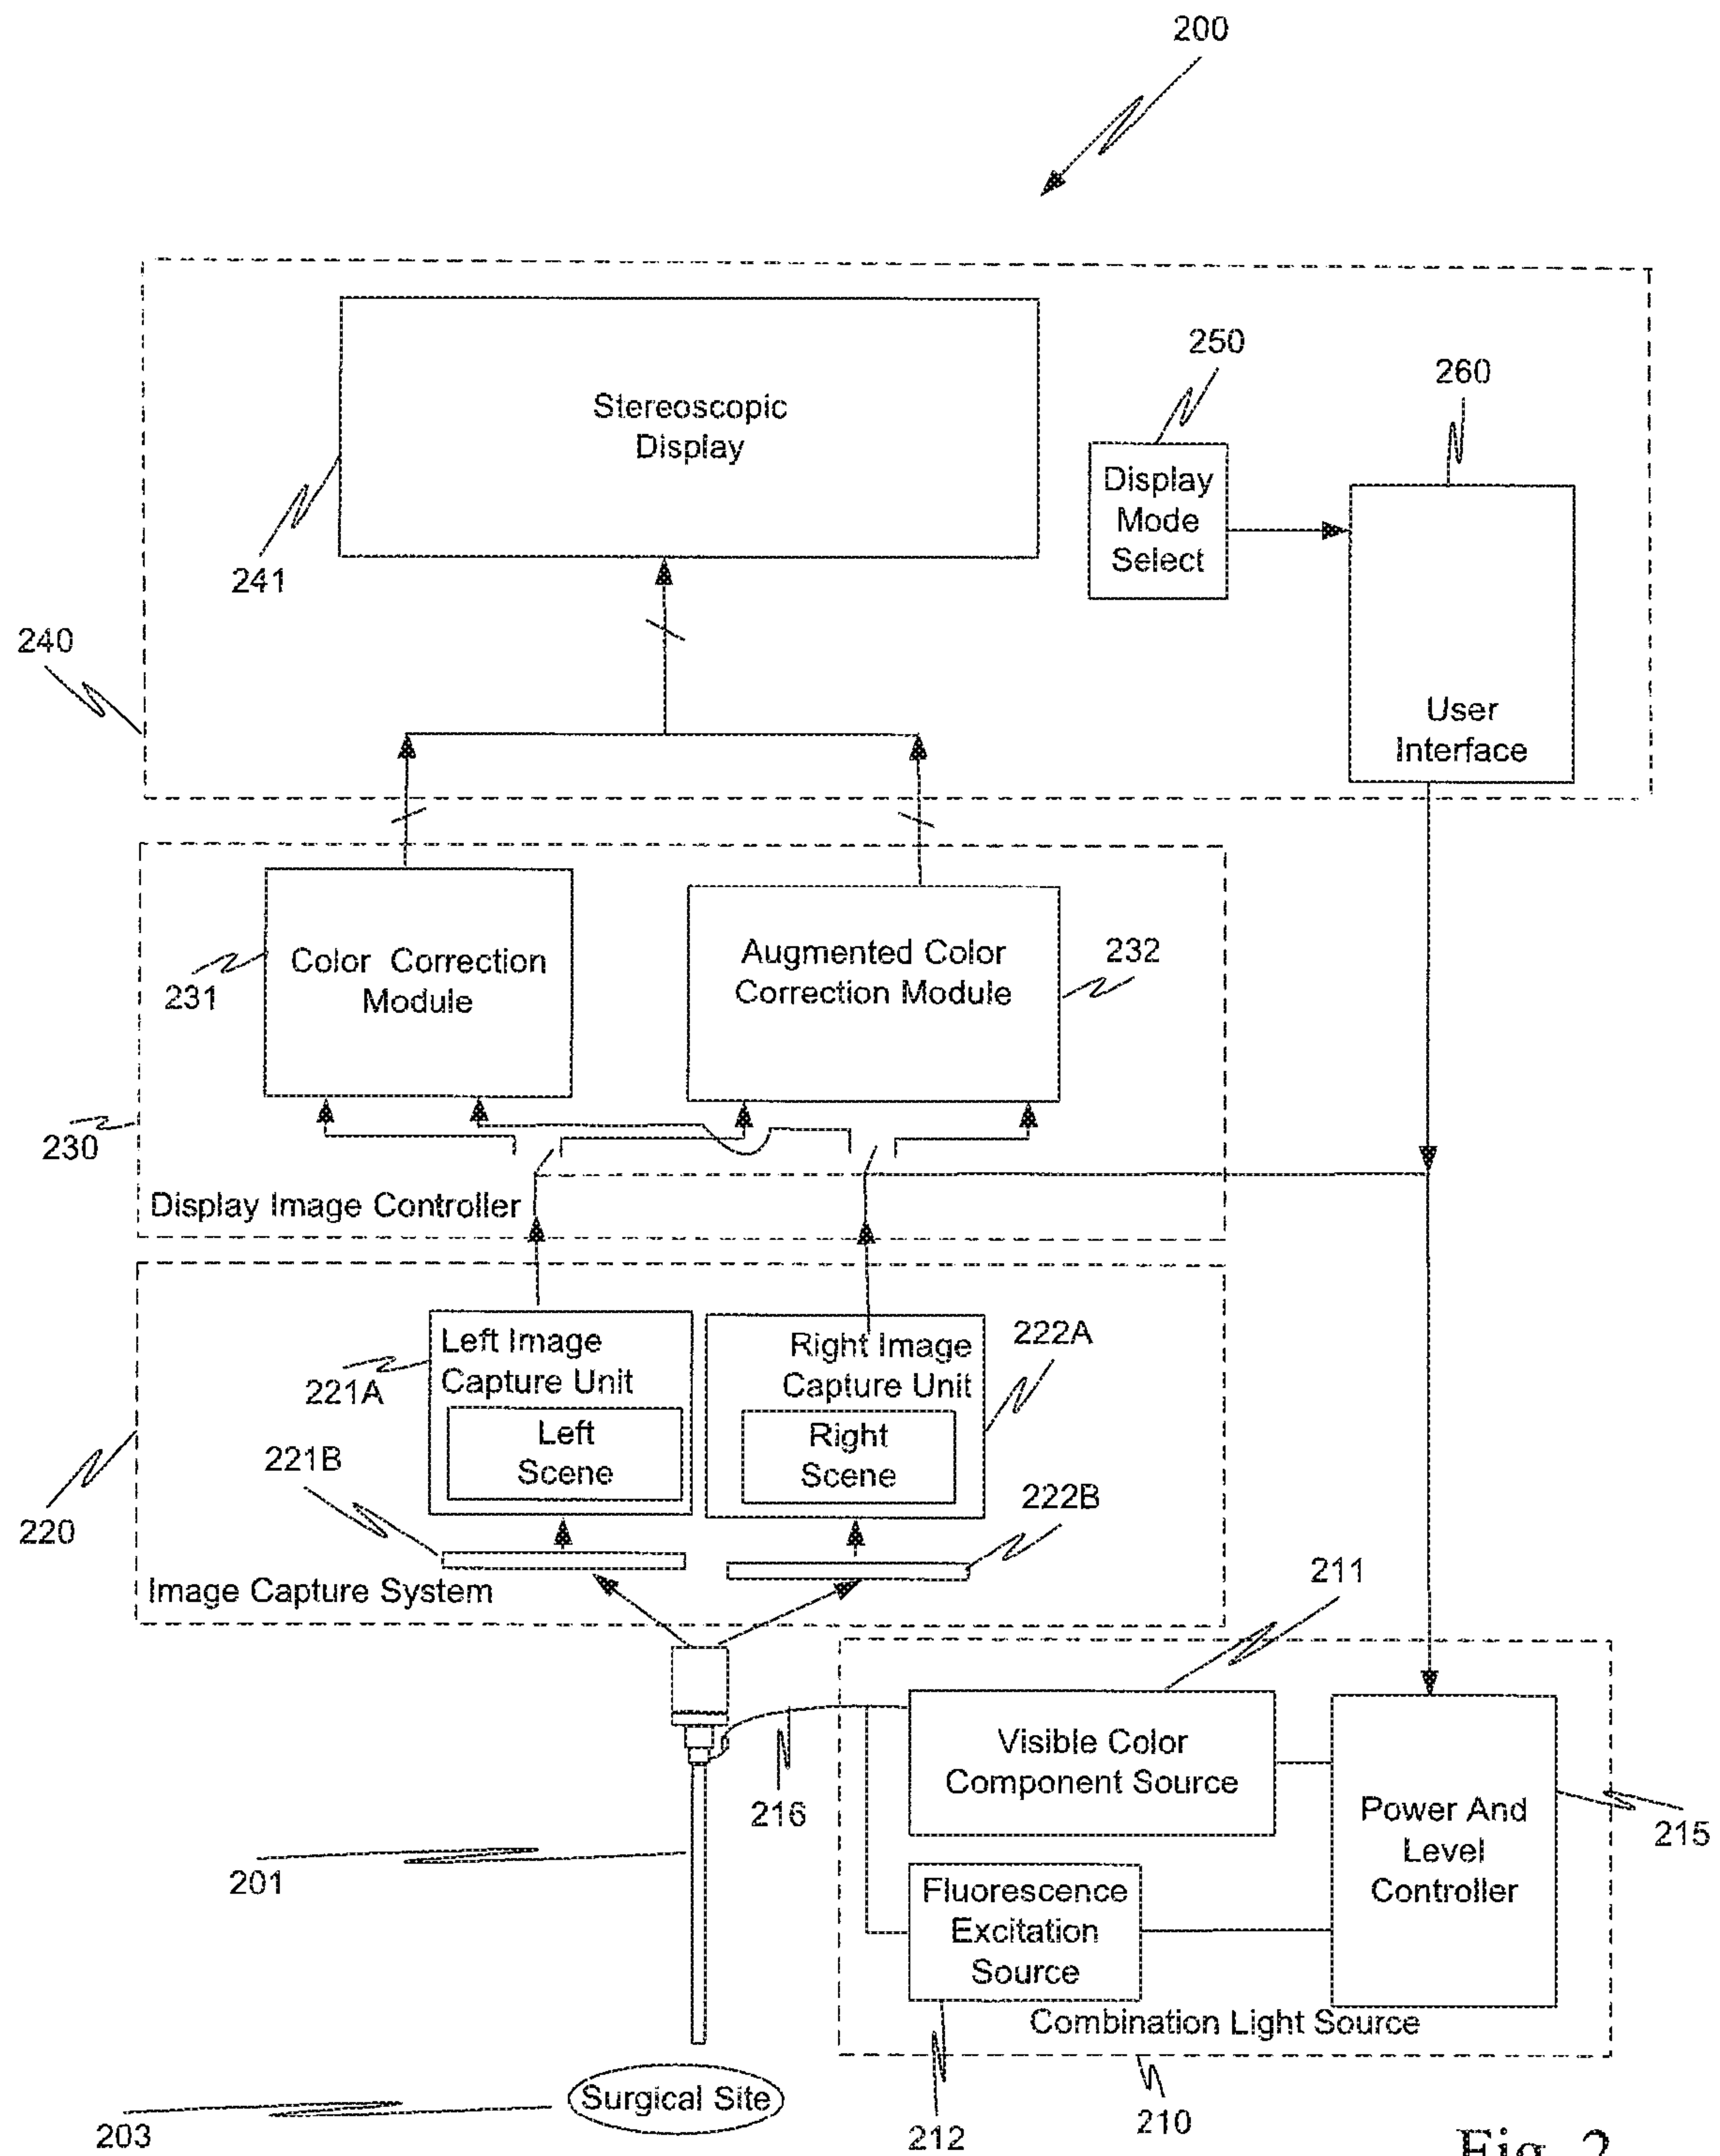 200
250
260
Stereoscopic
Display
Display
Mode
Select
241
240
User
Interface
Color Correction
Module
231
Augmented Color
Correction Module
232
230
Display Image Controller
Left Image
Capture Unit
221A
Left
Scene
Right Image
Capture Unit
222A
Right
Scene
221B
222B
220
Image Capture System
211
Visible Color
Component Source
216
Power And
Level
Controller
215
201
Fluorescence
Excitation
Source
Combination Light Source
Surgical Site
203
212
210
Fig. 2